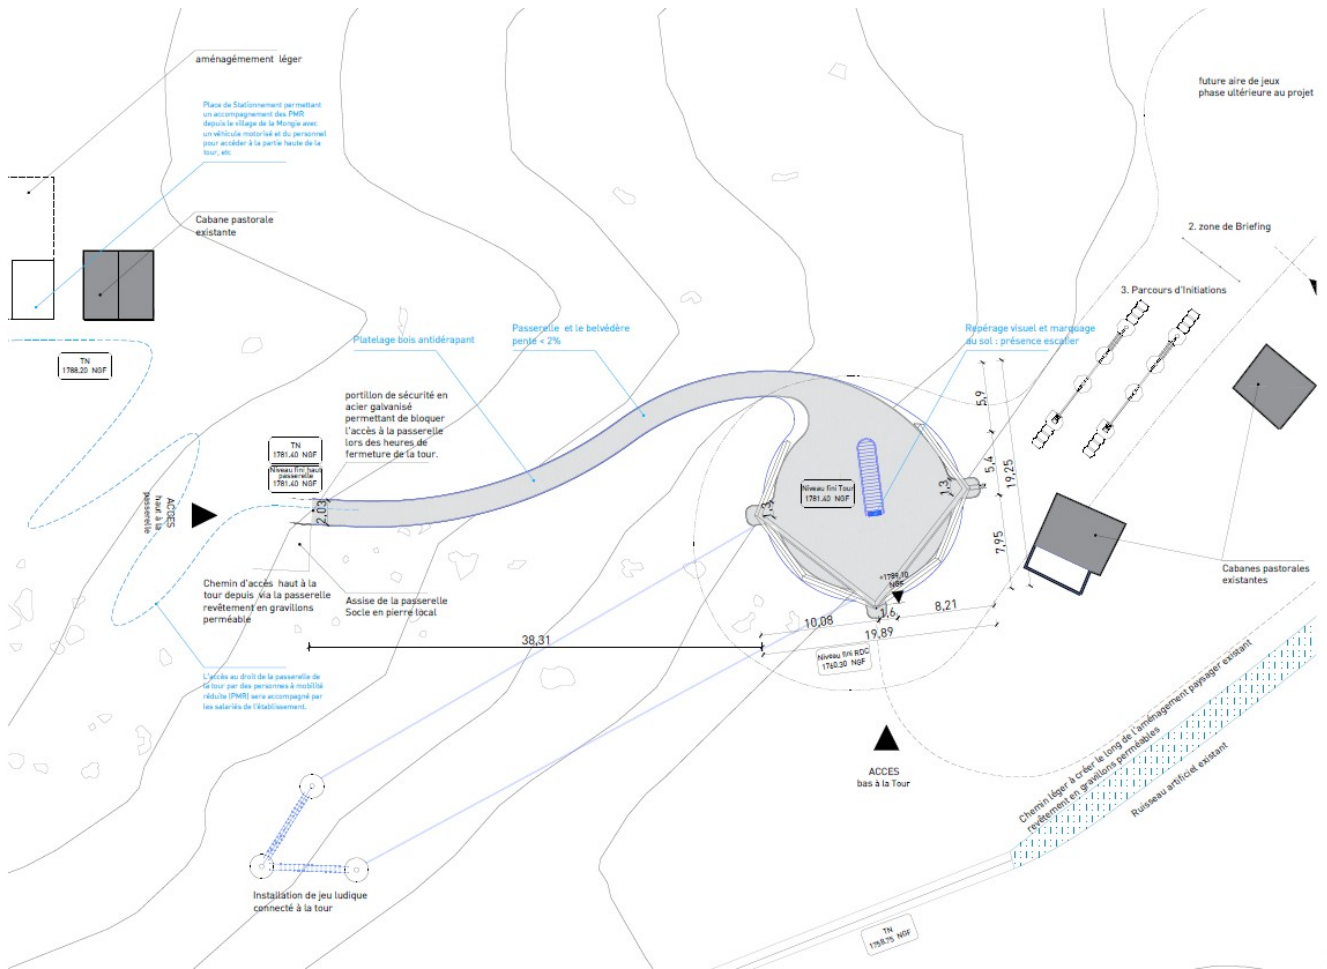 aménagémement léger
Place de Stationnement permettant
un accompagnement des PMR
depuis le village de la Mongie avec
un véhicule motorisé et du personnel
pour accéder à la partie haute de la
tour, etc.
Cabane pastorale
existante
TN
1788.20 NGF
future aire de jeux
phase ultérieure au projet
2. zone de Briefing
3. Parcours d'Initiations
Platelage bois antidérapant
Passerelle et le belvédère
pente < 2%
Repérage visuel et marquage
au sol : présence escalier
portillon de sécurité en
acier galvanisé
permettant de bloquer
l'accès à la passerelle
lors des heures de
fermeture de la tour.
TN
1781.40 NGF
Niveau fini haut
passerelle
1781.40 NGF
ACCES
haut à la
passerelle
2,03
Niveau fini Tour
1781.40 NGF
1,3
1,3
5,9
5,4
19,25
7,95
Cabanes pastorales
existantes
Chemin d'accès haut à la
tour depuis via la passerelle
revêtement en gravillons
perméable
Assise de la passerelle
Socle en pierre local
NGF
38,31
10,08
1,6
8,21
19,89
Niveau fini RDC
1760.30 NGF
L'accès au droit de la passerelle de
la tour par des personnes à mobilité
réduite (PMR) sera accompagné par
les salariés de l'établissement.
ACCES
bas à la Tour
Chemin léger à créer le long de l'aménagement paysager existant
revêtement en gravillons perméables
Ruisseau artificiel existant
Installation de jeu ludique
connecté à la tour
TN
1758.75 NGF